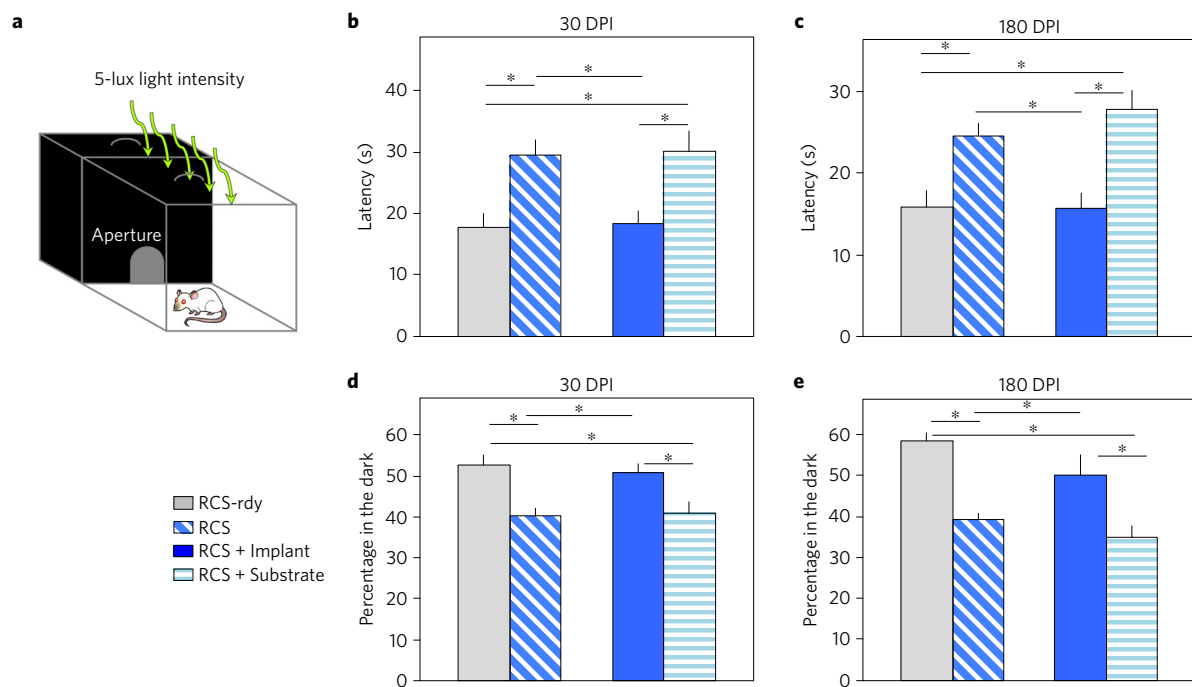 a
5-lux light intensity
Aperture
RCS-rdy
RCS
RCS + Implant
RCS + Substrate
b
30 DPI
Latency (s)
40
30
20
10
0
*
*
*
*
c
180 DPI
Latency (s)
30
20
10
0
*
*
*
*
d
30 DPI
Percentage in the dark
60
50
40
30
20
10
0
*
*
*
*
e
180 DPI
Percentage in the dark
60
50
40
30
20
10
0
*
*
*
*